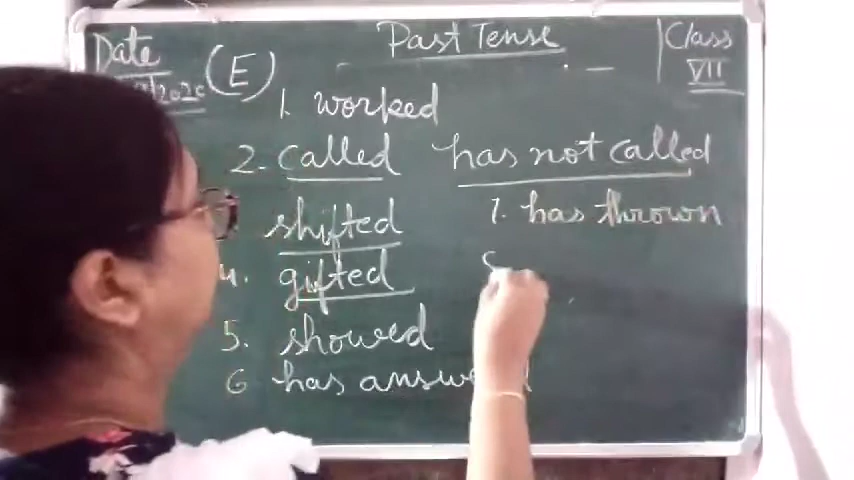 Date
(E)
Past Tense
Class
VII
1. worked
2. called has not called
shifted
4. gifted
5. showed
6 has
7. has thrown